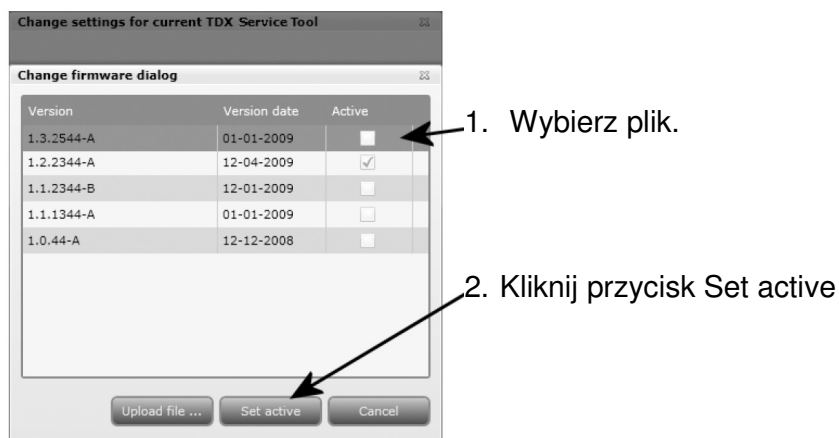 Change settings for current TDX Service Tool
Change firmware dialog
Version Version date Active
1.3.2544-A 01-01-2009
1. Wybierz plik.
1.2.2344-A 12-04-2009
1.1.2344-B 12-01-2009
1.1.1344-A 01-01-2009
1.0.44-A 12-12-2008
2. Kliknij przycisk Set active
Upload file ... Set active Cancel